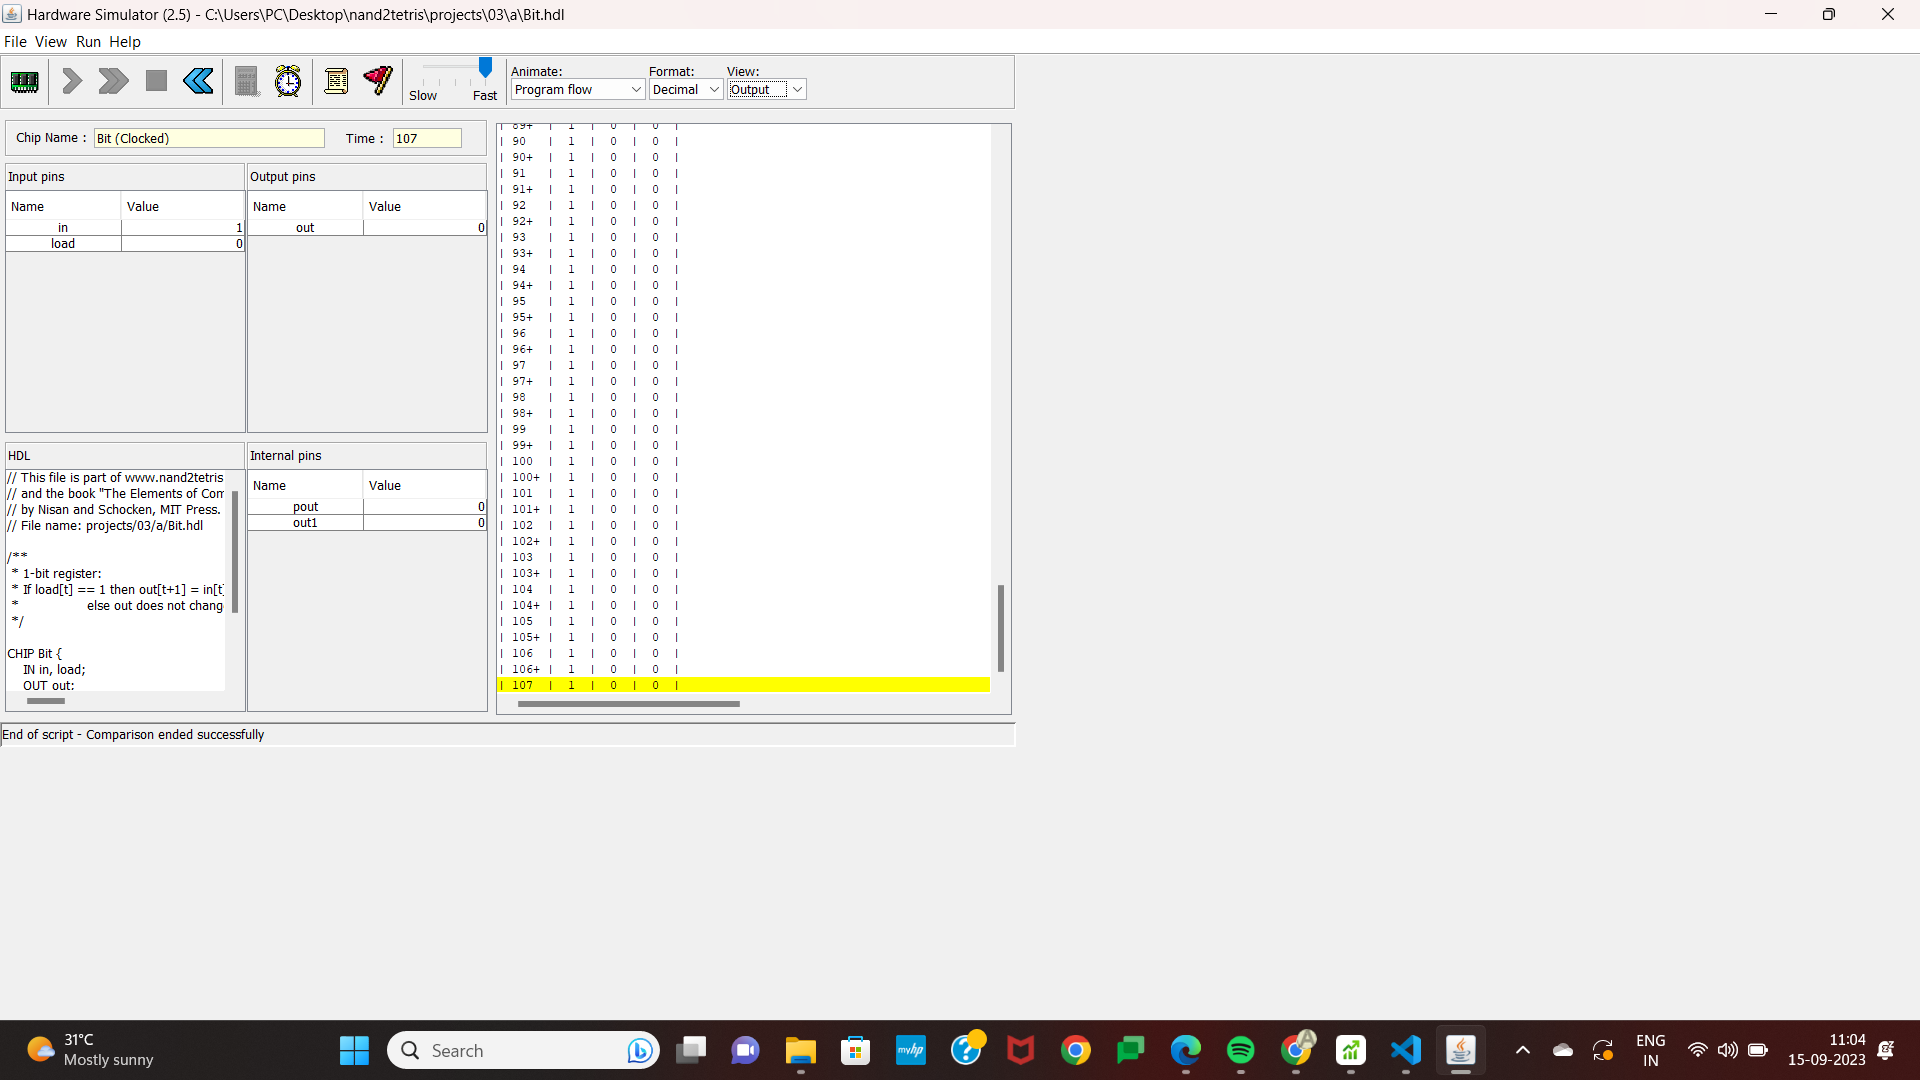 Hardware Simulator (2.5) - C:\Users\PC\Desktop\nand2tetris\projects\03\a\Bit.hdl
File View Run Help
Slow Fast
Animate: Format: View:
Program flow Decimal Output
Chip Name : Bit (Clocked) Time : 107
Input pins
Name Value
in 1
load 0
Output pins
Name Value
out 0
HDL
// This file is part of www.nand2tetris
// and the book "The Elements of Com
// by Nisan and Schocken, MIT Press.
// File name: projects/03/a/Bit.hdl
/**
* 1-bit register:
* If load[t] == 1 then out[t+1] = in[t]
* else out does not chang
*/
CHIP Bit {
IN in, load;
OUT out;
Internal pins
Name Value
pout 0
out1 0
| 89+ | 1 | 0 | 0 |
| 90 | 1 | 0 | 0 |
| 90+ | 1 | 0 | 0 |
| 91 | 1 | 0 | 0 |
| 91+ | 1 | 0 | 0 |
| 92 | 1 | 0 | 0 |
| 92+ | 1 | 0 | 0 |
| 93 | 1 | 0 | 0 |
| 93+ | 1 | 0 | 0 |
| 94 | 1 | 0 | 0 |
| 94+ | 1 | 0 | 0 |
| 95 | 1 | 0 | 0 |
| 95+ | 1 | 0 | 0 |
| 96 | 1 | 0 | 0 |
| 96+ | 1 | 0 | 0 |
| 97 | 1 | 0 | 0 |
| 97+ | 1 | 0 | 0 |
| 98 | 1 | 0 | 0 |
| 98+ | 1 | 0 | 0 |
| 99 | 1 | 0 | 0 |
| 99+ | 1 | 0 | 0 |
| 100 | 1 | 0 | 0 |
| 100+ | 1 | 0 | 0 |
| 101 | 1 | 0 | 0 |
| 101+ | 1 | 0 | 0 |
| 102 | 1 | 0 | 0 |
| 102+ | 1 | 0 | 0 |
| 103 | 1 | 0 | 0 |
| 103+ | 1 | 0 | 0 |
| 104 | 1 | 0 | 0 |
| 104+ | 1 | 0 | 0 |
| 105 | 1 | 0 | 0 |
| 105+ | 1 | 0 | 0 |
| 106 | 1 | 0 | 0 |
| 106+ | 1 | 0 | 0 |
| 107 | 1 | 0 | 0 |
End of script - Comparison ended successfully
31°C
Mostly sunny
Search
myhp
?
A
ENG
IN
11:04
15-09-2023